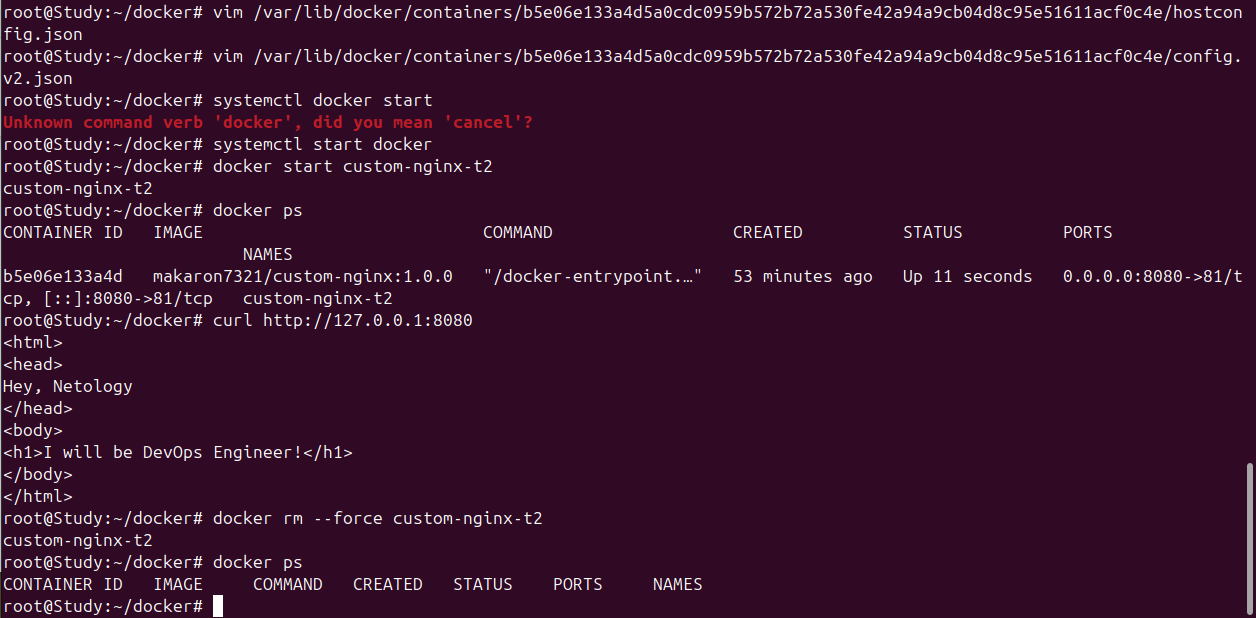 root@Study:~/docker# vim /var/lib/docker/containers/b5e06e133a4d5a0cdc0959b572b72a530fe42a94a9cb04d8c95e51611acf0c4e/hostcon
fig.json
root@Study:~/docker# vim /var/lib/docker/containers/b5e06e133a4d5a0cdc0959b572b72a530fe42a94a9cb04d8c95e51611acf0c4e/config.
v2.json
root@Study:~/docker# systemctl docker start
Unknown command verb 'docker', did you mean 'cancel'?
root@Study:~/docker# systemctl start docker
root@Study:~/docker# docker start custom-nginx-t2
custom-nginx-t2
root@Study:~/docker# docker ps
CONTAINER ID   IMAGE                            COMMAND                  CREATED          STATUS          PORTS
                        NAMES
b5e06e133a4d   makaron7321/custom-nginx:1.0.0   "/docker-entrypoint.…"   53 minutes ago   Up 11 seconds   0.0.0.0:8080->81/t
cp, [::]:8080->81/tcp   custom-nginx-t2
root@Study:~/docker# curl http://127.0.0.1:8080
<html>
<head>
Hey, Netology
</head>
<body>
<h1>I will be DevOps Engineer!</h1>
</body>
</html>
root@Study:~/docker# docker rm --force custom-nginx-t2
custom-nginx-t2
root@Study:~/docker# docker ps
CONTAINER ID   IMAGE     COMMAND   CREATED   STATUS    PORTS     NAMES
root@Study:~/docker#